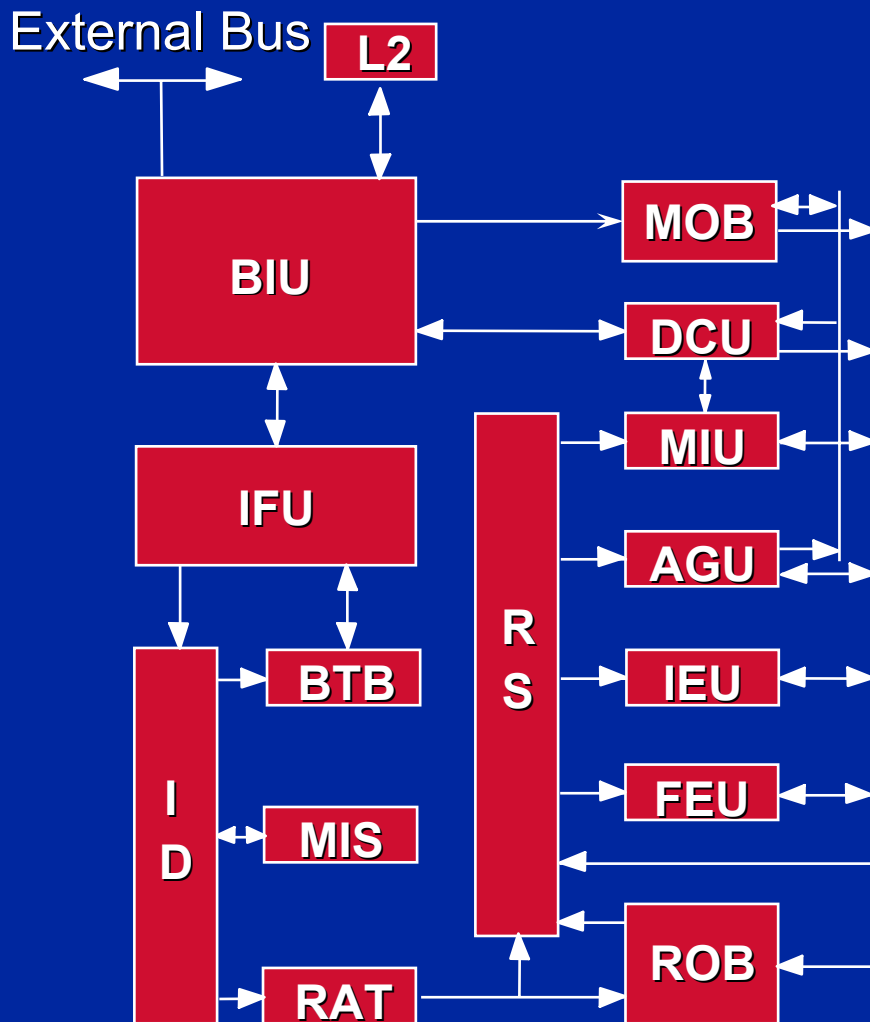 External Bus
L2
BIU
MOB
DCU
MIU
IFU
AGU
R
S
BTB
IEU
I
D
MIS
FEU
ROB
RAT